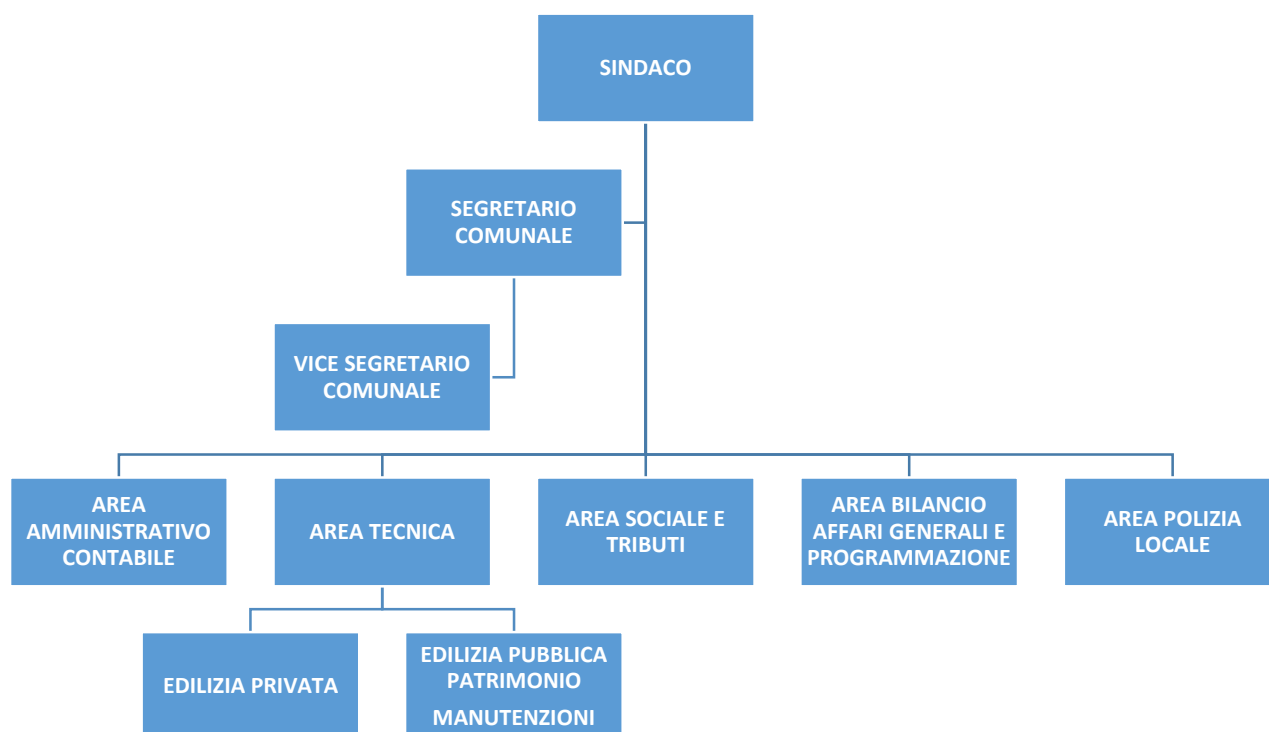 SINDACO
SEGRETARIO
COMUNALE
VICE SEGRETARIO
COMUNALE
AREA
AMMINISTRATIVO
CONTABILE
AREA TECNICA
AREA SOCIALE E
TRIBUTI
AREA BILANCIO
AFFARI GENERALI E
PROGRAMMAZIONE
AREA POLIZIA
LOCALE
EDILIZIA PRIVATA
EDILIZIA PUBBLICA
PATRIMONIO
MANUTENZIONI